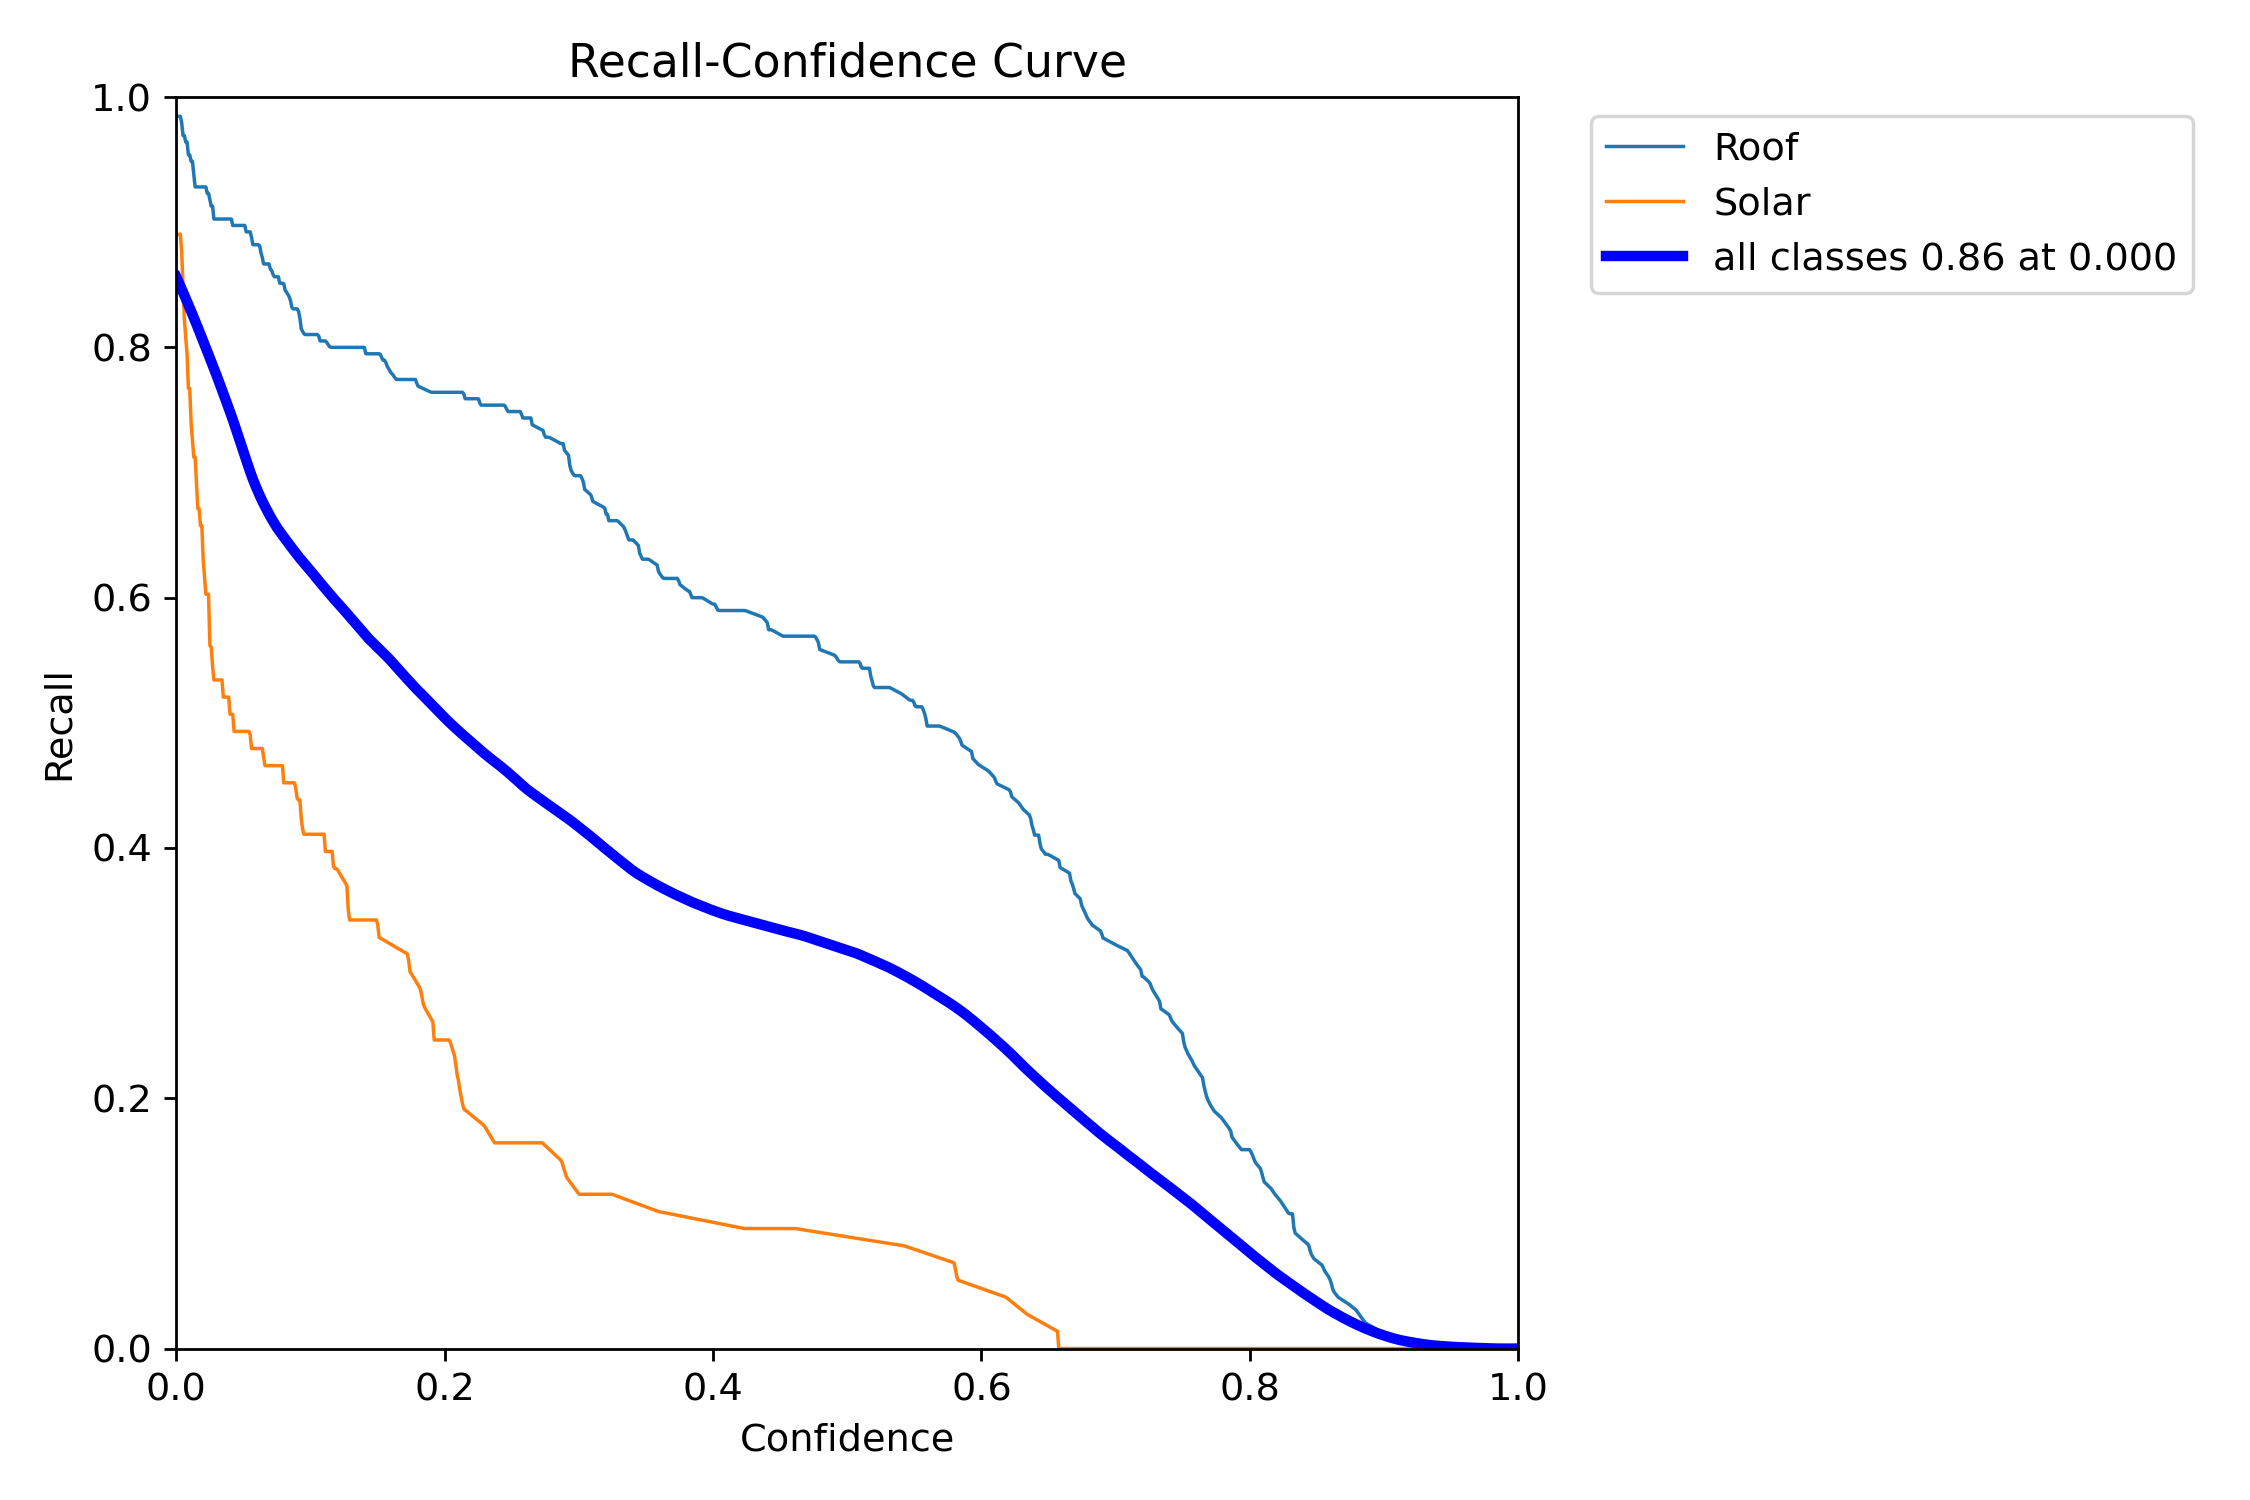 Recall-Confidence Curve
1.0
0.8
0.6
0.4
0.2
0.0
Recall
0.0 0.2 0.4 0.6 0.8 1.0
Confidence
Roof
Solar
all classes 0.86 at 0.000